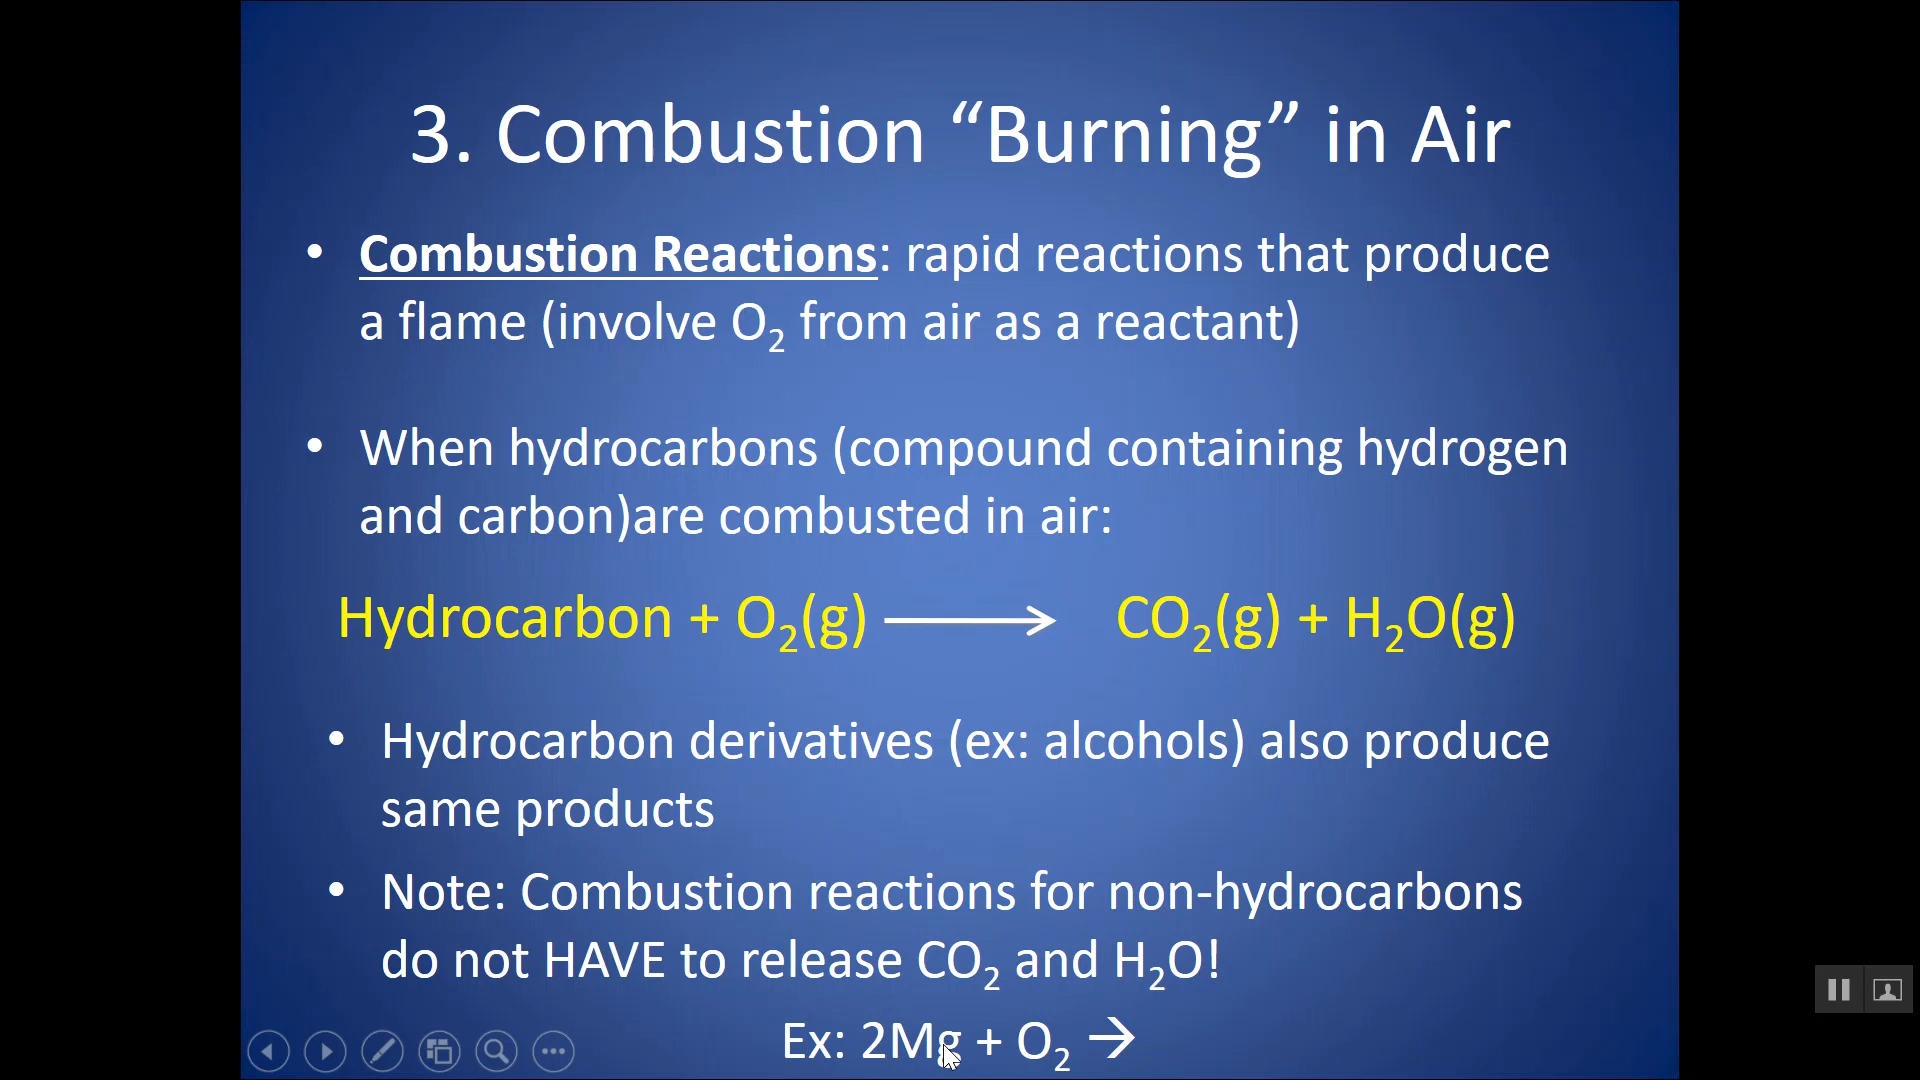 3. Combustion “Burning” in Air
• Combustion Reactions: rapid reactions that produce
a flame (involve O₂ from air as a reactant)
• When hydrocarbons (compound containing hydrogen
and carbon)are combusted in air:
Hydrocarbon + O₂(g) ⟶ CO₂(g) + H₂O(g)
• Hydrocarbon derivatives (ex: alcohols) also produce
same products
• Note: Combustion reactions for non-hydrocarbons
do not HAVE to release CO₂ and H₂O!
Ex: 2Mg + O₂ →